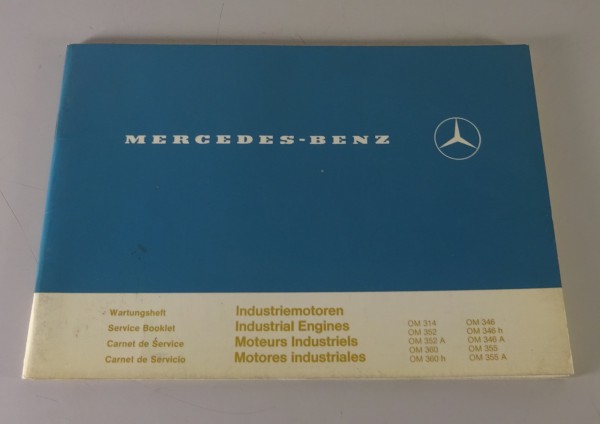 MERCEDES-BENZ
Wartungsheft
Service Booklet
Carnet de Service
Carnet de Servicio
Industriemotoren
Industrial Engines
Moteurs Industriels
Motores industriales
OM 314
OM 352
OM 352 A
OM 360
OM 360 h
OM 346
OM 346 h
OM 346 A
OM 355
OM 355 A